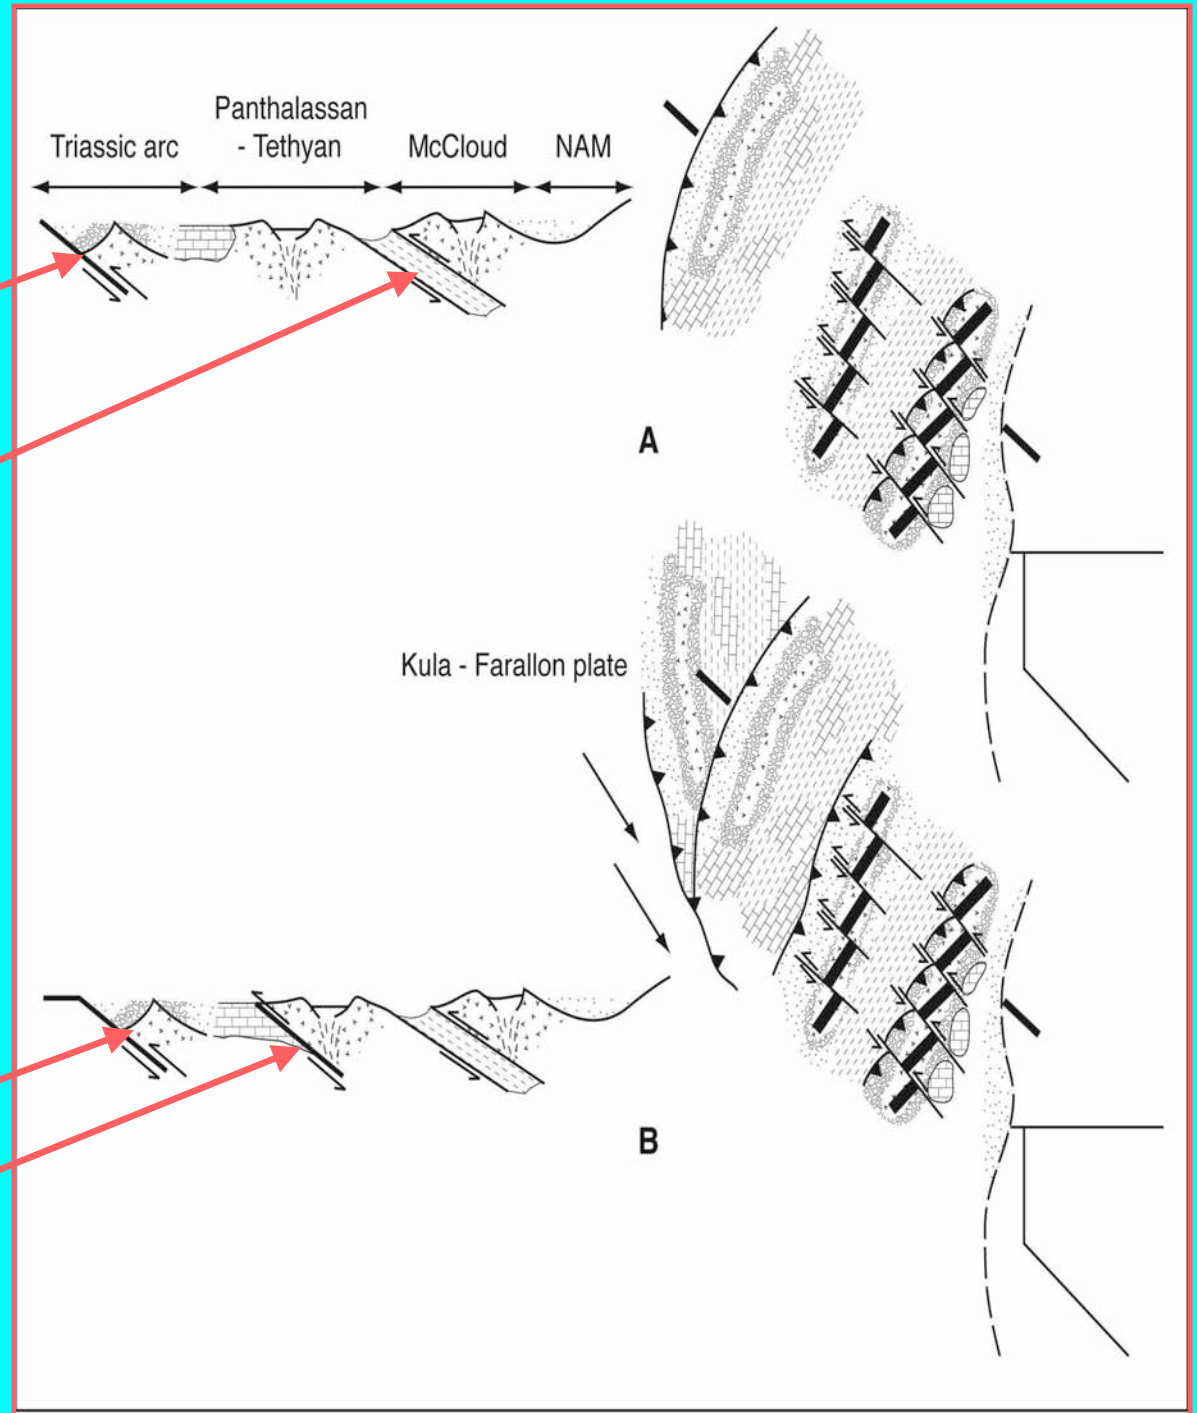 Triassic arc
Panthalassan
- Tethyan
McCloud
NAM
A
Kula - Farallon plate
B